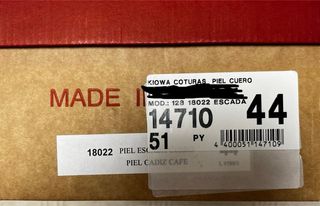 KIOWA COTURAS, PIEL CUERO
MADE I
MOD.: 128 18022 ESCADA
14710 44
51 PY 4 400051 147109
18022 PIEL ES
PIEL CADIZ CAFE